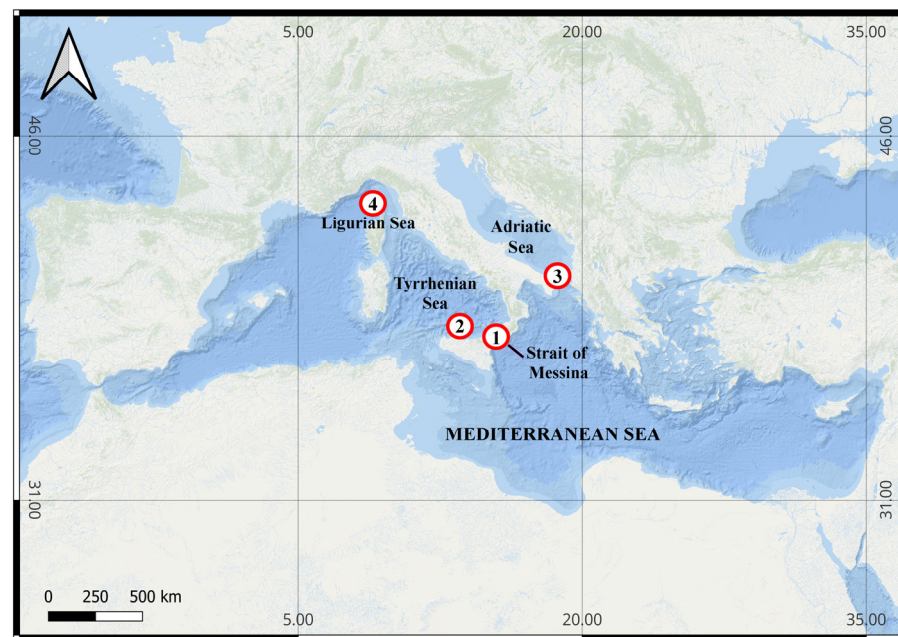 5.00
20.00
35.00
46.00
46.00
4
Ligurian Sea
Adriatic
Sea
3
Tyrrhenian
Sea
2
1
Strait of
Messina
MEDITERRANEAN SEA
31.00
31.00
0 250 500 km
5.00
20.00
35.00